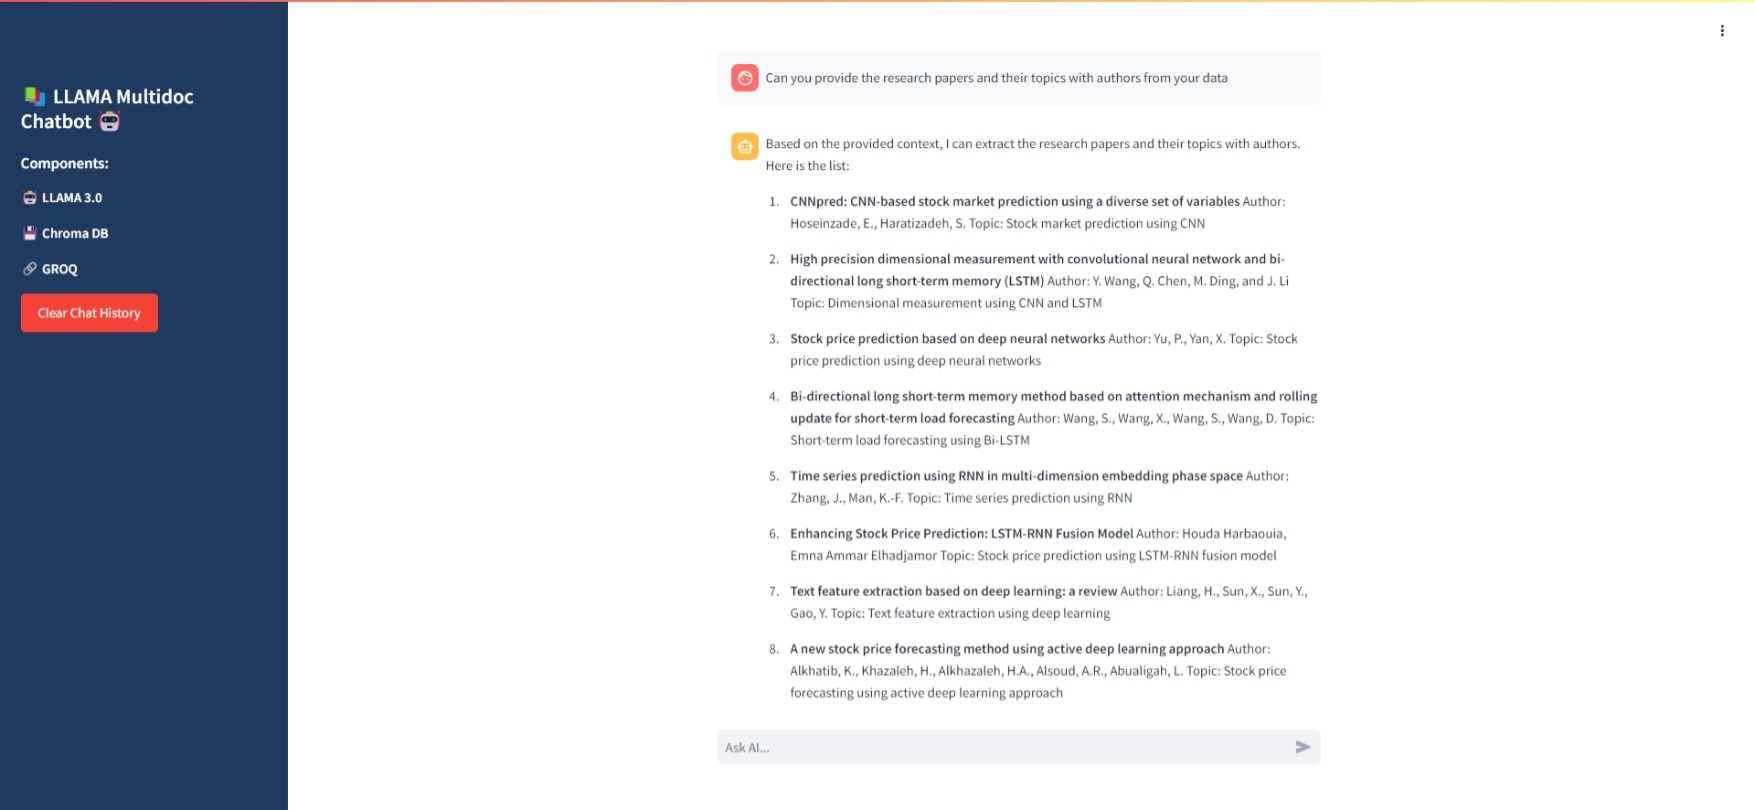 LLAMA Multidoc
Chatbot
Components:
LLAMA 3.0
Chroma DB
GROQ
Clear Chat History
Can you provide the research papers and their topics with authors from your data
Based on the provided context, I can extract the research papers and their topics with authors.
Here is the list:
1. CNNpred: CNN-based stock market prediction using a diverse set of variables Author:
Hoseinzade, E., Haratizadeh, S. Topic: Stock market prediction using CNN
2. High precision dimensional measurement with convolutional neural network and bi-
directional long short-term memory (LSTM) Author: Y. Wang, Q. Chen, M. Ding, and J. Li
Topic: Dimensional measurement using CNN and LSTM
3. Stock price prediction based on deep neural networks Author: Yu, P., Yan, X. Topic: Stock
price prediction using deep neural networks
4. Bi-directional long short-term memory method based on attention mechanism and rolling
update for short-term load forecasting Author: Wang, S., Wang, X., Wang, S., Wang, D. Topic:
Short-term load forecasting using Bi-LSTM
5. Time series prediction using RNN in multi-dimension embedding phase space Author:
Zhang, J., Man, K.-F. Topic: Time series prediction using RNN
6. Enhancing Stock Price Prediction: LSTM-RNN Fusion Model Author: Houda Harbaouia,
Emna Ammar Elhadjamor Topic: Stock price prediction using LSTM-RNN fusion model
7. Text feature extraction based on deep learning: a review Author: Liang, H., Sun, X., Sun, Y.,
Gao, Y. Topic: Text feature extraction using deep learning
8. A new stock price forecasting method using active deep learning approach Author:
Alkhatib, K., Khazaleh, H., Alkhazaleh, H.A., Alsoud, A.R., Abualigah, L. Topic: Stock price
forecasting using active deep learning approach
Ask AI...